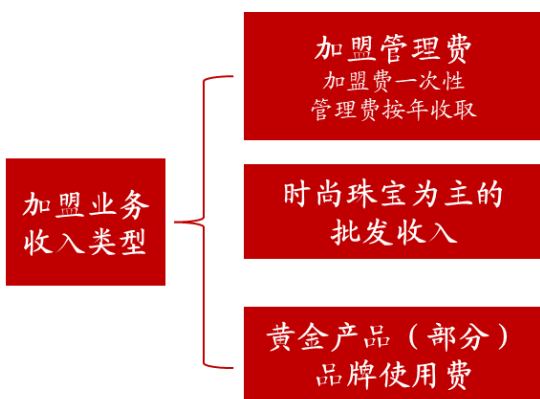 加盟业务
收入类型
加盟管理费
加盟费一次性
管理费按年收取
时尚珠宝为主的
批发收入
黄金产品（部分）
品牌使用费